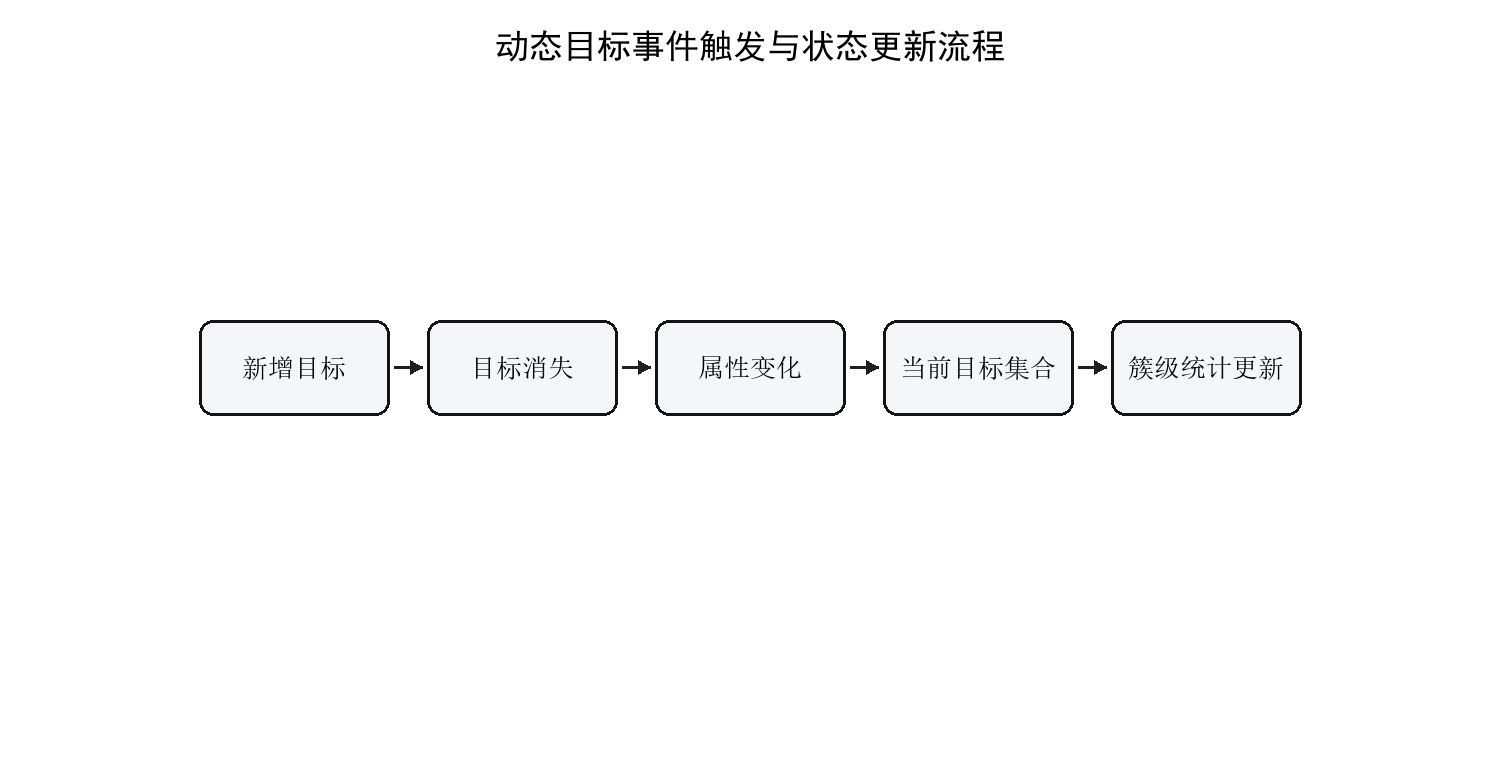 动态目标事件触发与状态更新流程
新增目标
目标消失
属性变化
当前目标集合
簇级统计更新